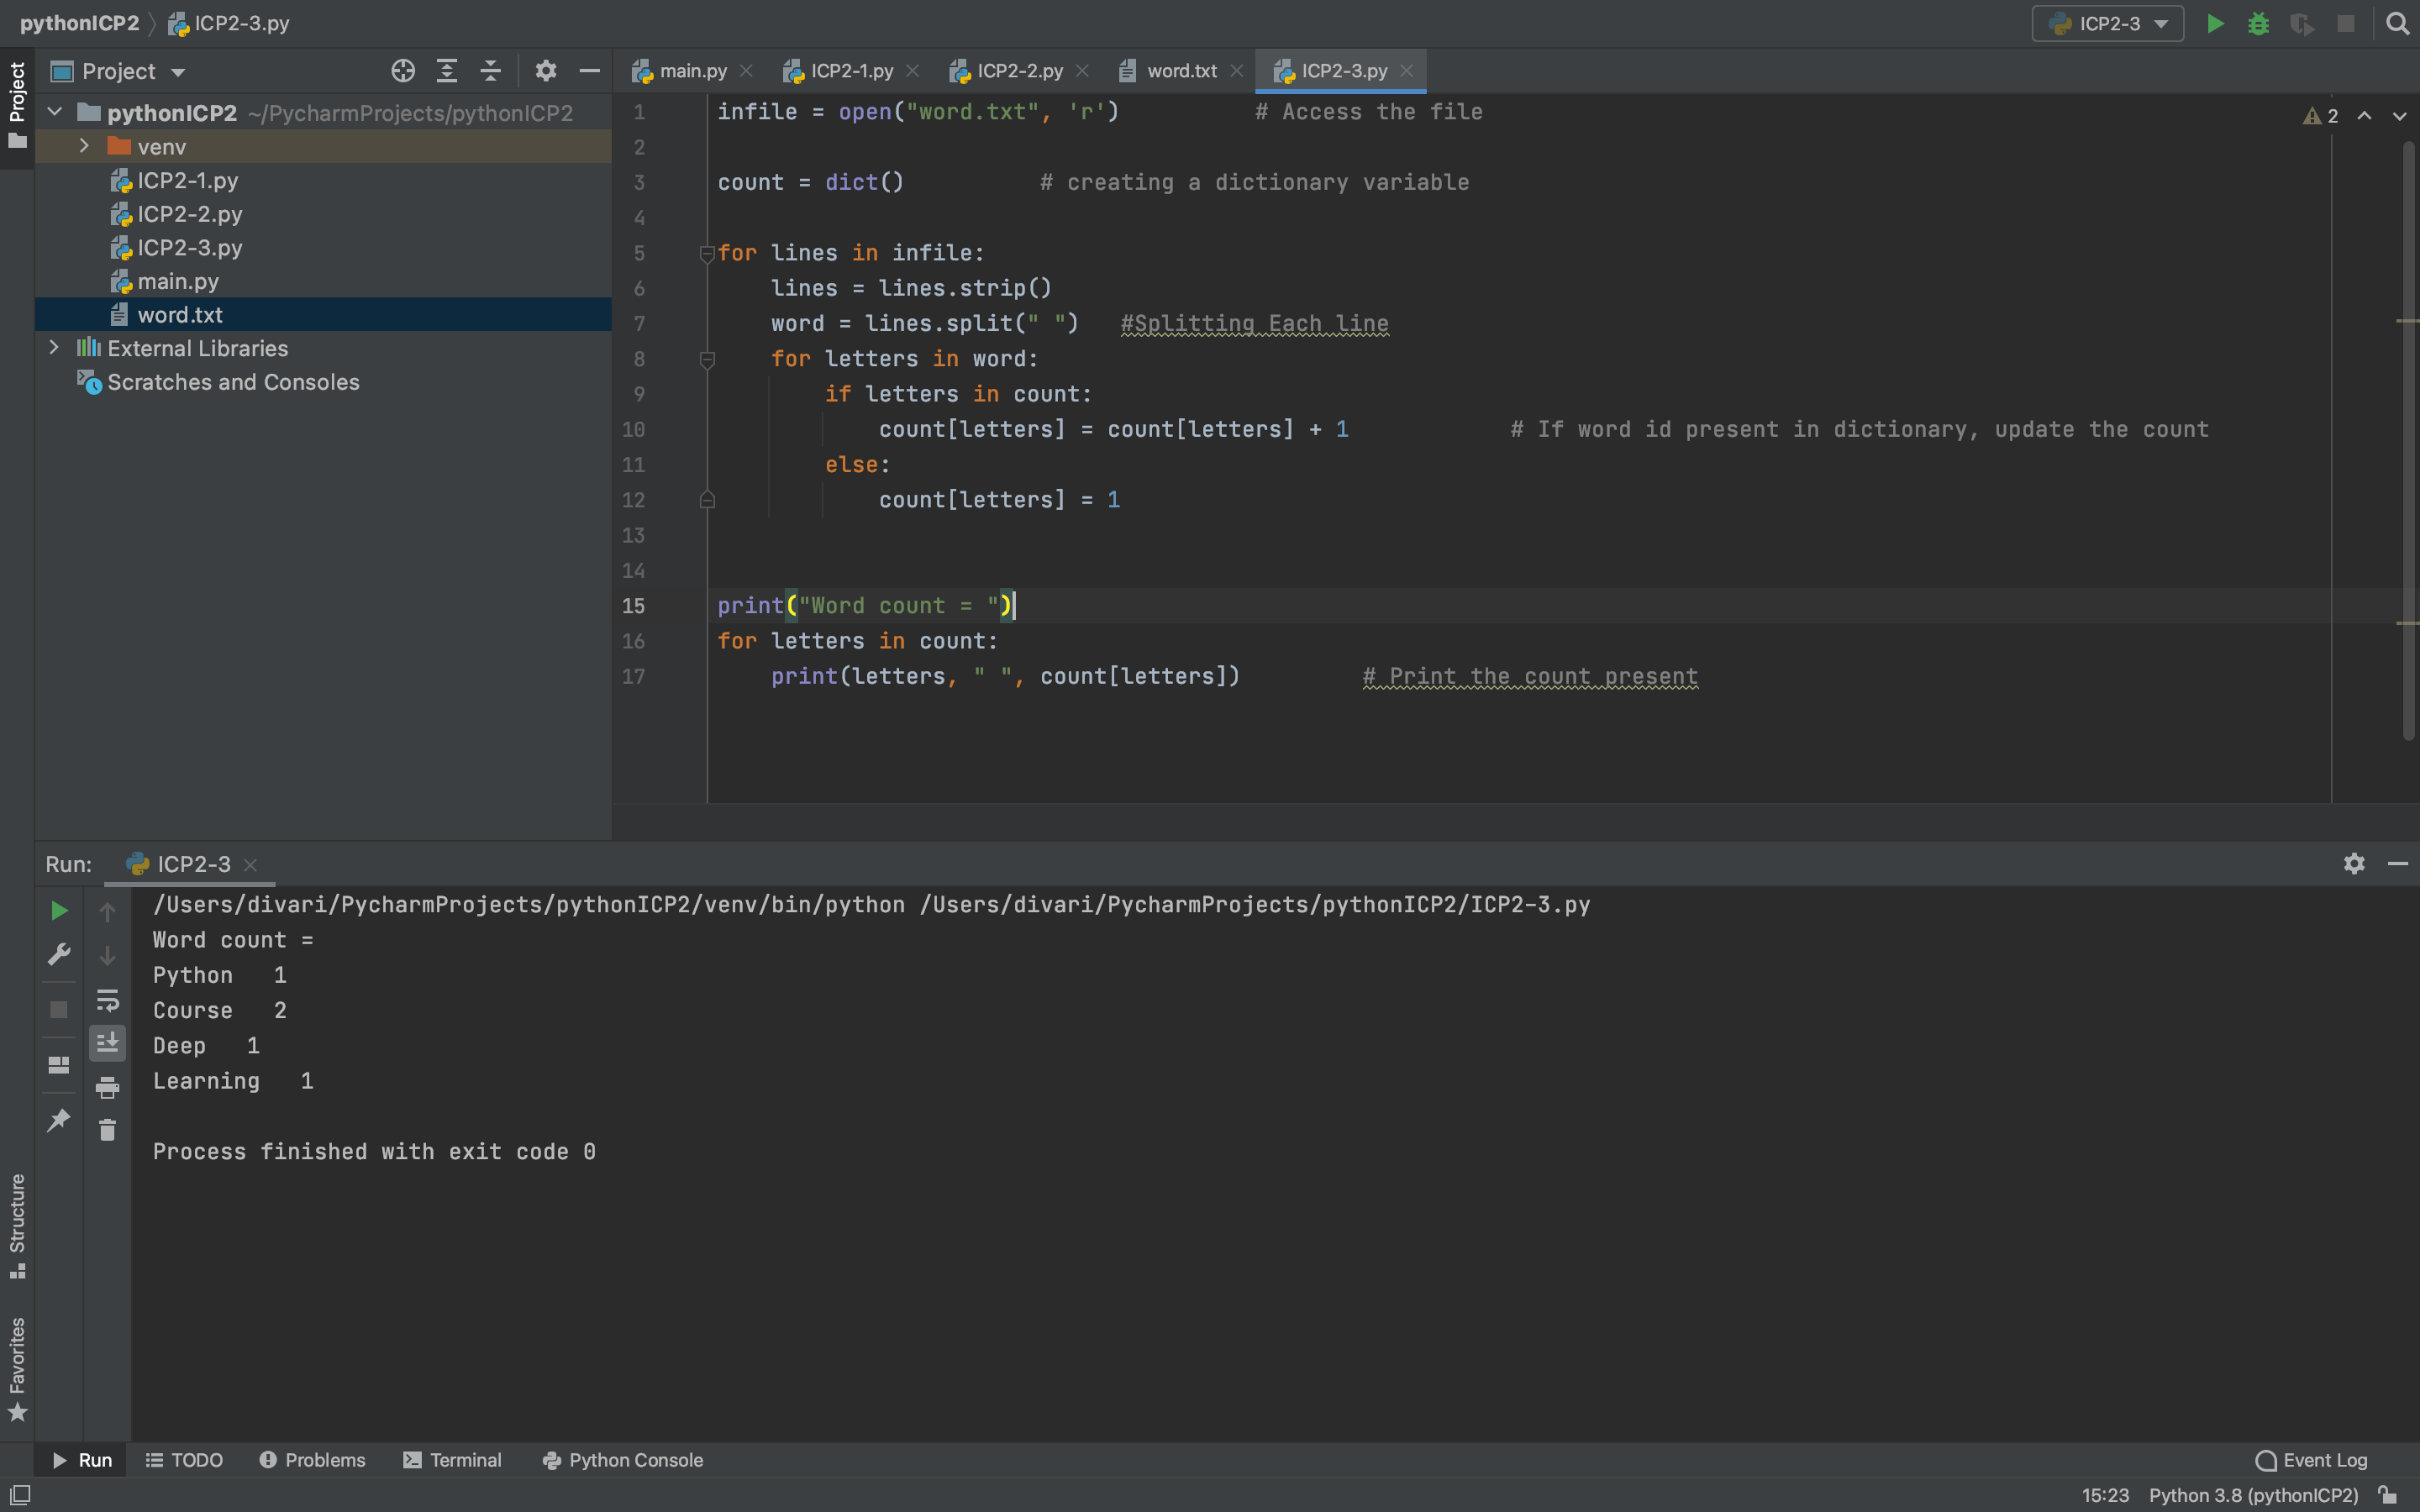 pythonICP2 ICP2-3.py
ICP2-3
Project
Project
main.py
ICP2-1.py
ICP2-2.py
word.txt
ICP2-3.py
pythonICP2 ~/PycharmProjects/pythonICP2
venv
ICP2-1.py
ICP2-2.py
ICP2-3.py
main.py
word.txt
External Libraries
Scratches and Consoles
2
1 infile = open("word.txt", 'r') # Access the file
2
3 count = dict() # creating a dictionary variable
4
5 for lines in infile:
6 lines = lines.strip()
7 word = lines.split(" ") #Splitting Each line
8 for letters in word:
9 if letters in count:
10 count[letters] = count[letters] + 1 # If word id present in dictionary, update the count
11 else:
12 count[letters] = 1
13
14
15 print("Word count = ")
16 for letters in count:
17 print(letters, " ", count[letters]) # Print the count present
Run: ICP2-3
/Users/divari/PycharmProjects/pythonICP2/venv/bin/python /Users/divari/PycharmProjects/pythonICP2/ICP2-3.py
Word count =
Python   1
Course   2
Deep   1
Learning   1
Process finished with exit code 0
Structure
Favorites
Run TODO Problems Terminal Python Console Event Log
15:23 Python 3.8 (pythonICP2)